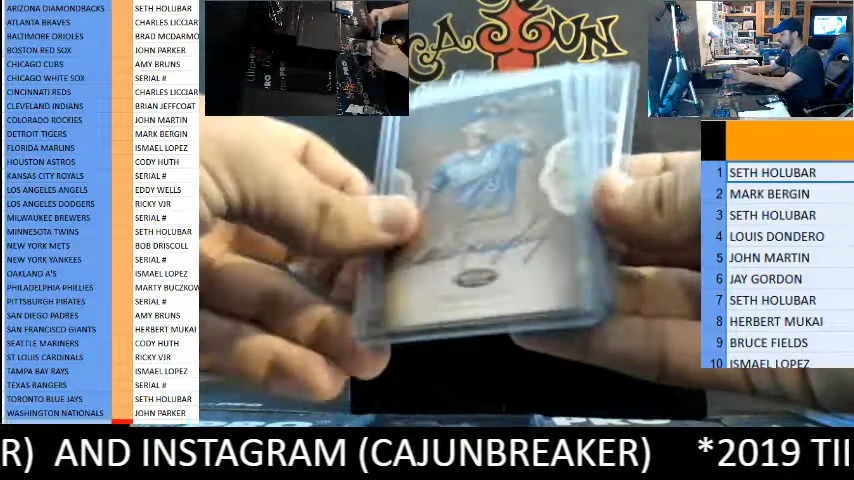 ARIZONA DIAMONDBACKS SETH HOLUBAR
ATLANTA BRAVES CHARLES LICCIAR
BALTIMORE ORIOLES BRAD MCDARMO
BOSTON RED SOX JOHN PARKER
CHICAGO CUBS AMY BRUNS
CHICAGO WHITE SOX SERIAL #
CINCINNATI REDS CHARLES LICCIAR
CLEVELAND INDIANS BRIAN JEFFCOAT
COLORADO ROCKIES JOHN MARTIN
DETROIT TIGERS MARK BERGIN
FLORIDA MARLINS ISMAEL LOPEZ
HOUSTON ASTROS CODY HUTH
KANSAS CITY ROYALS SERIAL #
LOS ANGELES ANGELS EDDY WELLS
LOS ANGELES DODGERS RICKY VJR
MILWAUKEE BREWERS SERIAL #
MINNESOTA TWINS SETH HOLUBAR
NEW YORK METS BOB DRISCOLL
NEW YORK YANKEES SERIAL #
OAKLAND A'S ISMAEL LOPEZ
PHILADELPHIA PHILLIES MARTY BUCZKOW
PITTSBURGH PIRATES SERIAL #
SAN DIEGO PADRES AMY BRUNS
SAN FRANCISCO GIANTS HERBERT MUKAI
SEATTLE MARINERS CODY HUTH
ST LOUIS CARDINALS RICKY VJR
TAMPA BAY RAYS ISMAEL LOPEZ
TEXAS RANGERS SERIAL #
TORONTO BLUE JAYS SETH HOLUBAR
WASHINGTON NATIONALS JOHN PARKER
CAJUN
1 SETH HOLUBAR
2 MARK BERGIN
3 SETH HOLUBAR
4 LOUIS DONDERO
5 JOHN MARTIN
6 JAY GORDON
7 SETH HOLUBAR
8 HERBERT MUKAI
9 BRUCE FIELDS
10 ISMAEL LOPEZ
R) AND INSTAGRAM (CAJUNBREAKER) *2019 TII